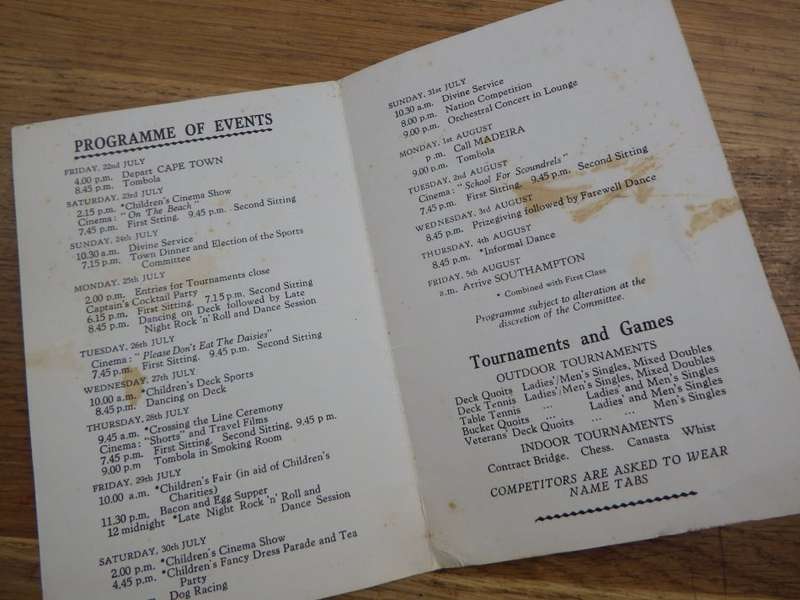 PROGRAMME OF EVENTS
FRIDAY, 22nd JULY
4.00 p.m. Depart CAPE TOWN
8.45 p.m. Tombola
SATURDAY, 23rd JULY
2.15 p.m. *Children's Cinema Show
Cinema: "On The Beach"
7.45 p.m. First Sitting. 9.45 p.m. Second Sitting
SUNDAY, 24th JULY
10.30 a.m. Divine Service
7.15 p.m. Town Dinner and Election of the Sports
Committee
MONDAY, 25th JULY
2.00 p.m. Entries for Tournaments close
Captain's Cocktail Party
6.15 p.m. First Sitting, 7.15 p.m. Second Sitting
8.45 p.m. Dancing on Deck followed by Late
Night Rock 'n' Roll and Dance Session
TUESDAY, 26th JULY
Cinema: "Please Don't Eat The Daisies"
7.45 p.m. First Sitting. 9.45 p.m. Second Sitting
WEDNESDAY, 27th JULY
10.00 a.m. *Children's Deck Sports
8.45 p.m. Dancing on Deck
THURSDAY, 28th JULY
9.45 a.m. *Crossing the Line Ceremony
Cinema: "Shorts" and Travel Films
7.45 p.m. First Sitting, Second Sitting, 9.45 p.m.
9.00 p.m Tombola in Smoking Room
FRIDAY, 29th JULY
10.00 a.m. *Children's Fair (in aid of Children's
Charities)
11.30 p.m. Bacon and Egg Supper
12 midnight *Late Night Rock 'n' Roll and
Dance Session
SATURDAY, 30th JULY
2.00 p.m. *Children's Cinema Show
4.45 p.m. *Children's Fancy Dress Parade and Tea
Party
Dog Racing
SUNDAY, 31st JULY
10.30 a.m. Divine Service
8.00 p.m. Nation Competition
9.00 p.m. Orchestral Concert in Lounge
MONDAY, 1st AUGUST
p.m. Call MADEIRA
9.00 p.m. Tombola
TUESDAY, 2nd AUGUST
Cinema: "School For Scoundrels"
7.45 p.m. First Sitting. 9.45 p.m. Second Sitting
WEDNESDAY, 3rd AUGUST
8.45 p.m. Prizegiving followed by Farewell Dance
THURSDAY, 4th AUGUST
8.45 p.m. *Informal Dance
FRIDAY, 5th AUGUST
a.m. Arrive SOUTHAMPTON
* Combined with First Class
Programme subject to alteration at the
discretion of the Committee.
Tournaments and Games
OUTDOOR TOURNAMENTS
Deck Quoits Ladies'/Men's Singles, Mixed Doubles
Deck Tennis Ladies'/Men's Singles, Mixed Doubles
Table Tennis ... Ladies' and Men's Singles
Bucket Quoits ... Ladies' and Men's Singles
Veterans' Deck Quoits ... ... Men's Singles
INDOOR TOURNAMENTS
Contract Bridge. Chess. Canasta Whist
COMPETITORS ARE ASKED TO WEAR
NAME TABS